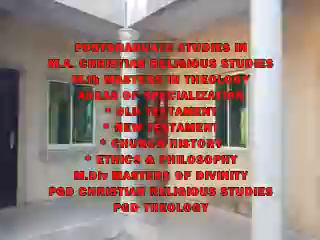 POSTGRADUATE STUDIES IN
M.A. CHRISTIAN RELIGIOUS STUDIES
M.Th MASTERS IN THEOLOGY
AREAS OF SPECIALIZATION
* OLD TESTAMENT
* NEW TESTAMENT
* CHURCH HISTORY
* ETHICS & PHILOSOPHY
M.Div MASTERS OF DIVINITY
PGD CHRISTIAN RELIGIOUS STUDIES
PGD THEOLOGY